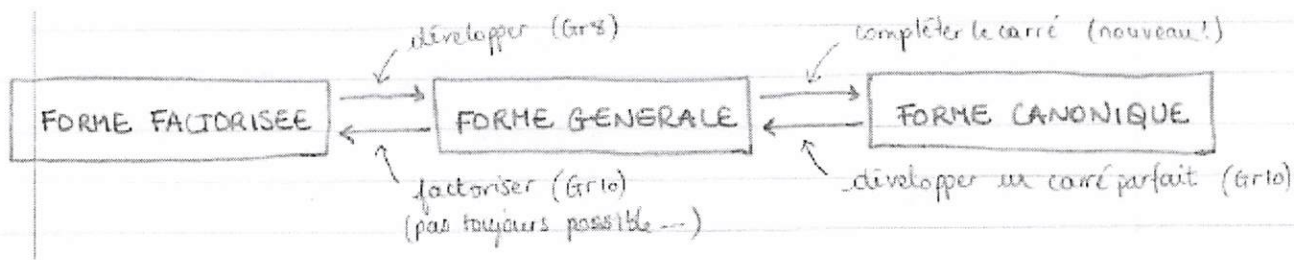 développer (Gr8)
compléter le carré (nouveau!)
FORME FACTORISÉE
FORME GENERALE
FORME CANONIQUE
factoriser (Gr10)
(pas toujours possible...)
développer un carré parfait (Gr10)